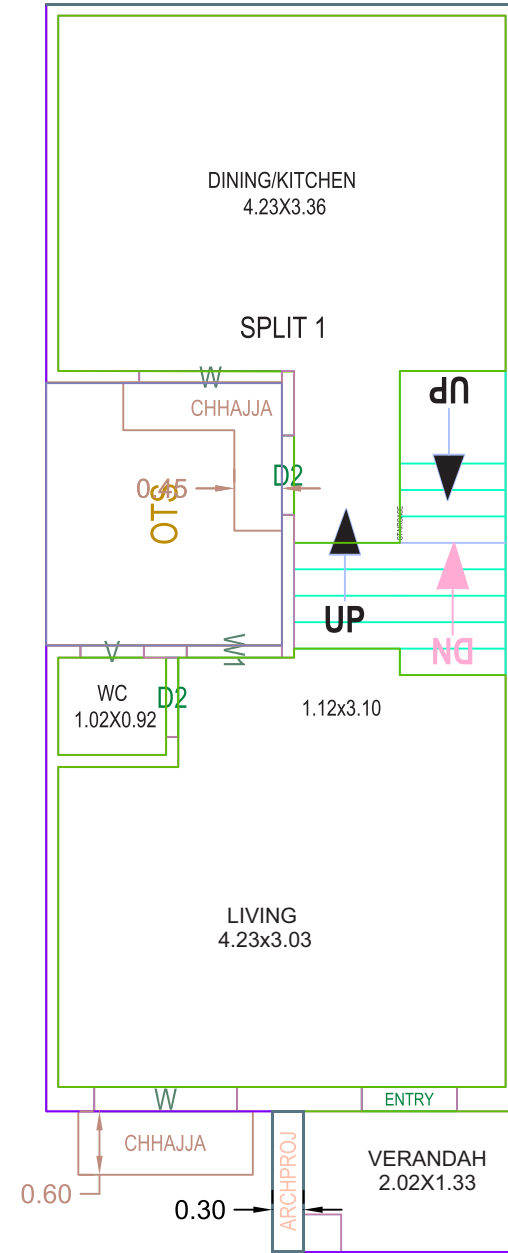 DINING/KITCHEN
4.23X3.36
SPLIT 1
W
UP
CHHAJJA
D2
0.45
OTS
STAIRCASE
UP
DN
V
W1
WC
1.02X0.92
D2
1.12x3.10
LIVING
4.23x3.03
W
ENTRY
CHHAJJA
ARCHPROJ
VERANDAH
2.02X1.33
0.60
0.30